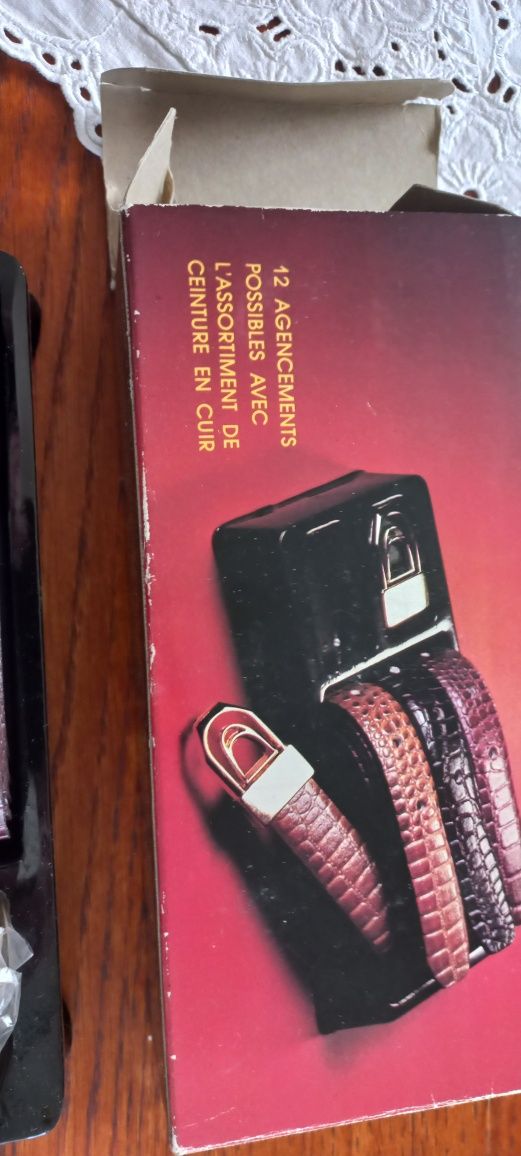 12 AGENCEMENTS
POSSIBLES AVEC
L'ASSORTIMENT DE
CEINTURE EN CUIR